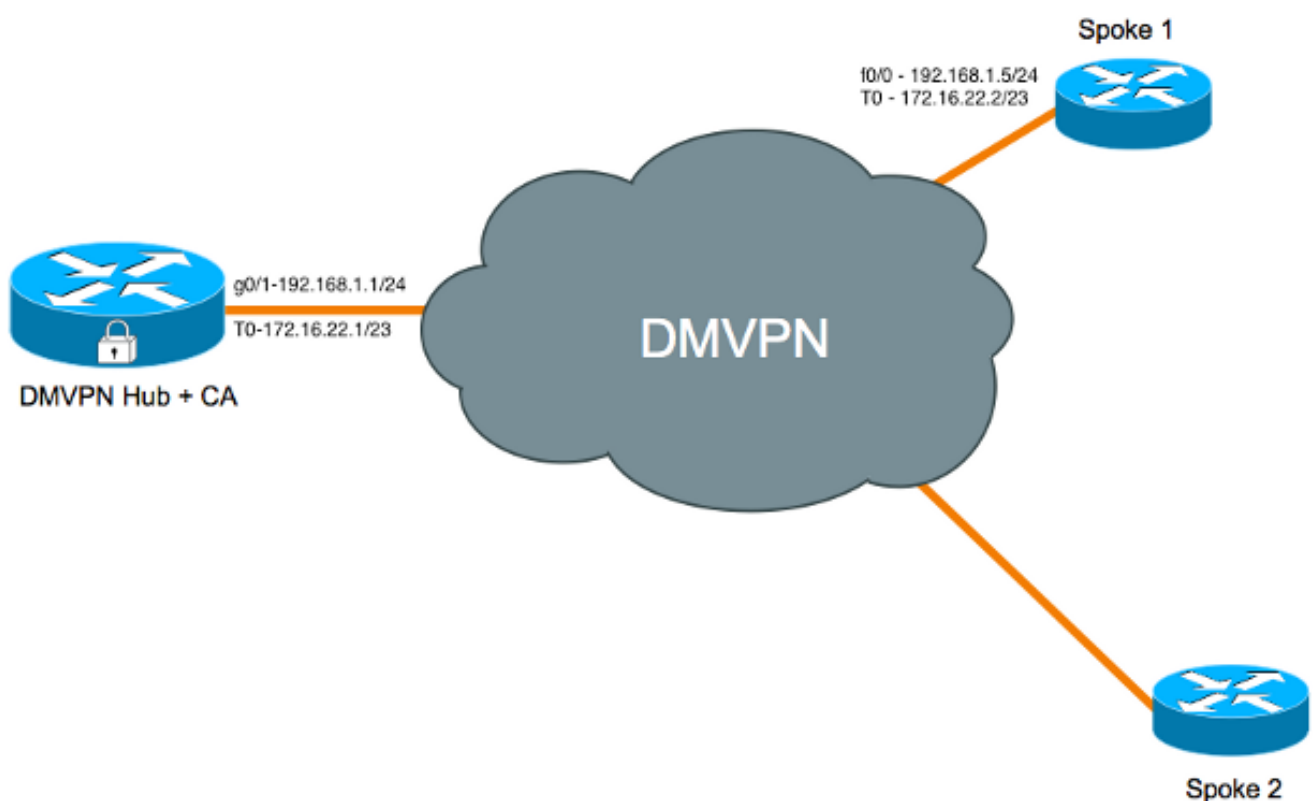 Spoke 1
f0/0 - 192.168.1.5/24
T0 - 172.16.22.2/23
g0/1-192.168.1.1/24
T0-172.16.22.1/23
DMVPN
DMVPN Hub + CA
Spoke 2